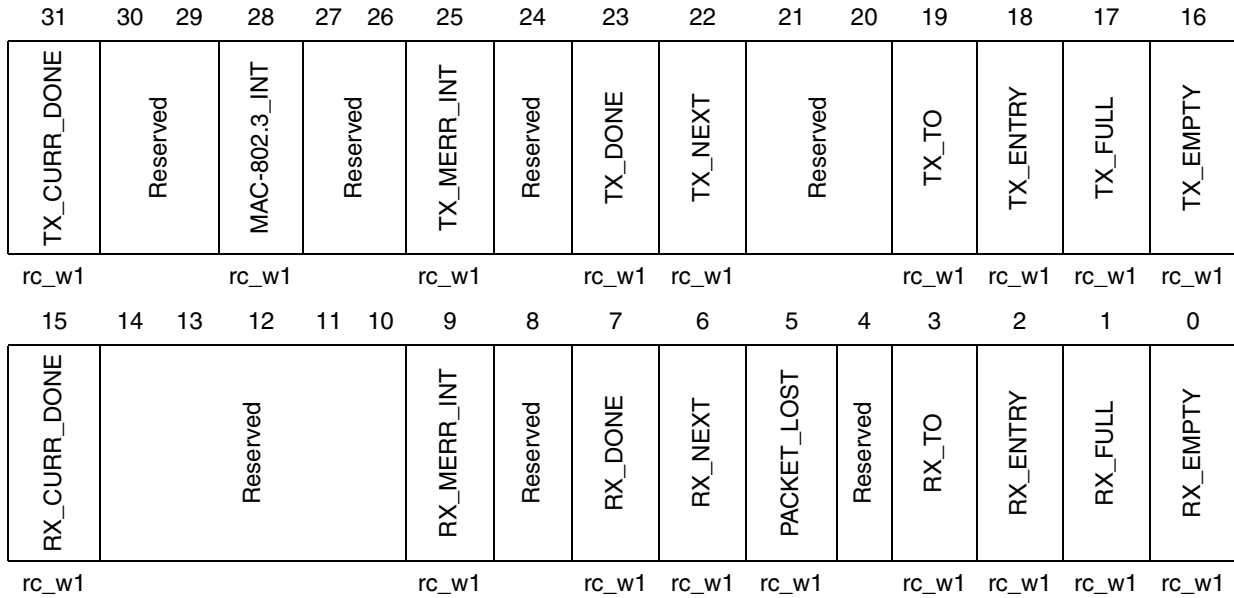 31 30 29 28 27 26 25 24 23 22 21 20 19 18 17 16
TX_CURR_DONE Reserved MAC-802.3_INT Reserved TX_MERR_INT Reserved TX_DONE TX_NEXT Reserved TX_TO TX_ENTRY TX_FULL TX_EMPTY
rc_w1 rc_w1 rc_w1 rc_w1 rc_w1 rc_w1 rc_w1 rc_w1 rc_w1
15 14 13 12 11 10 9 8 7 6 5 4 3 2 1 0
RX_CURR_DONE Reserved RX_MERR_INT Reserved RX_DONE RX_NEXT PACKET_LOST Reserved RX_TO RX_ENTRY RX_FULL RX_EMPTY
rc_w1 rc_w1 rc_w1 rc_w1 rc_w1 rc_w1 rc_w1 rc_w1 rc_w1